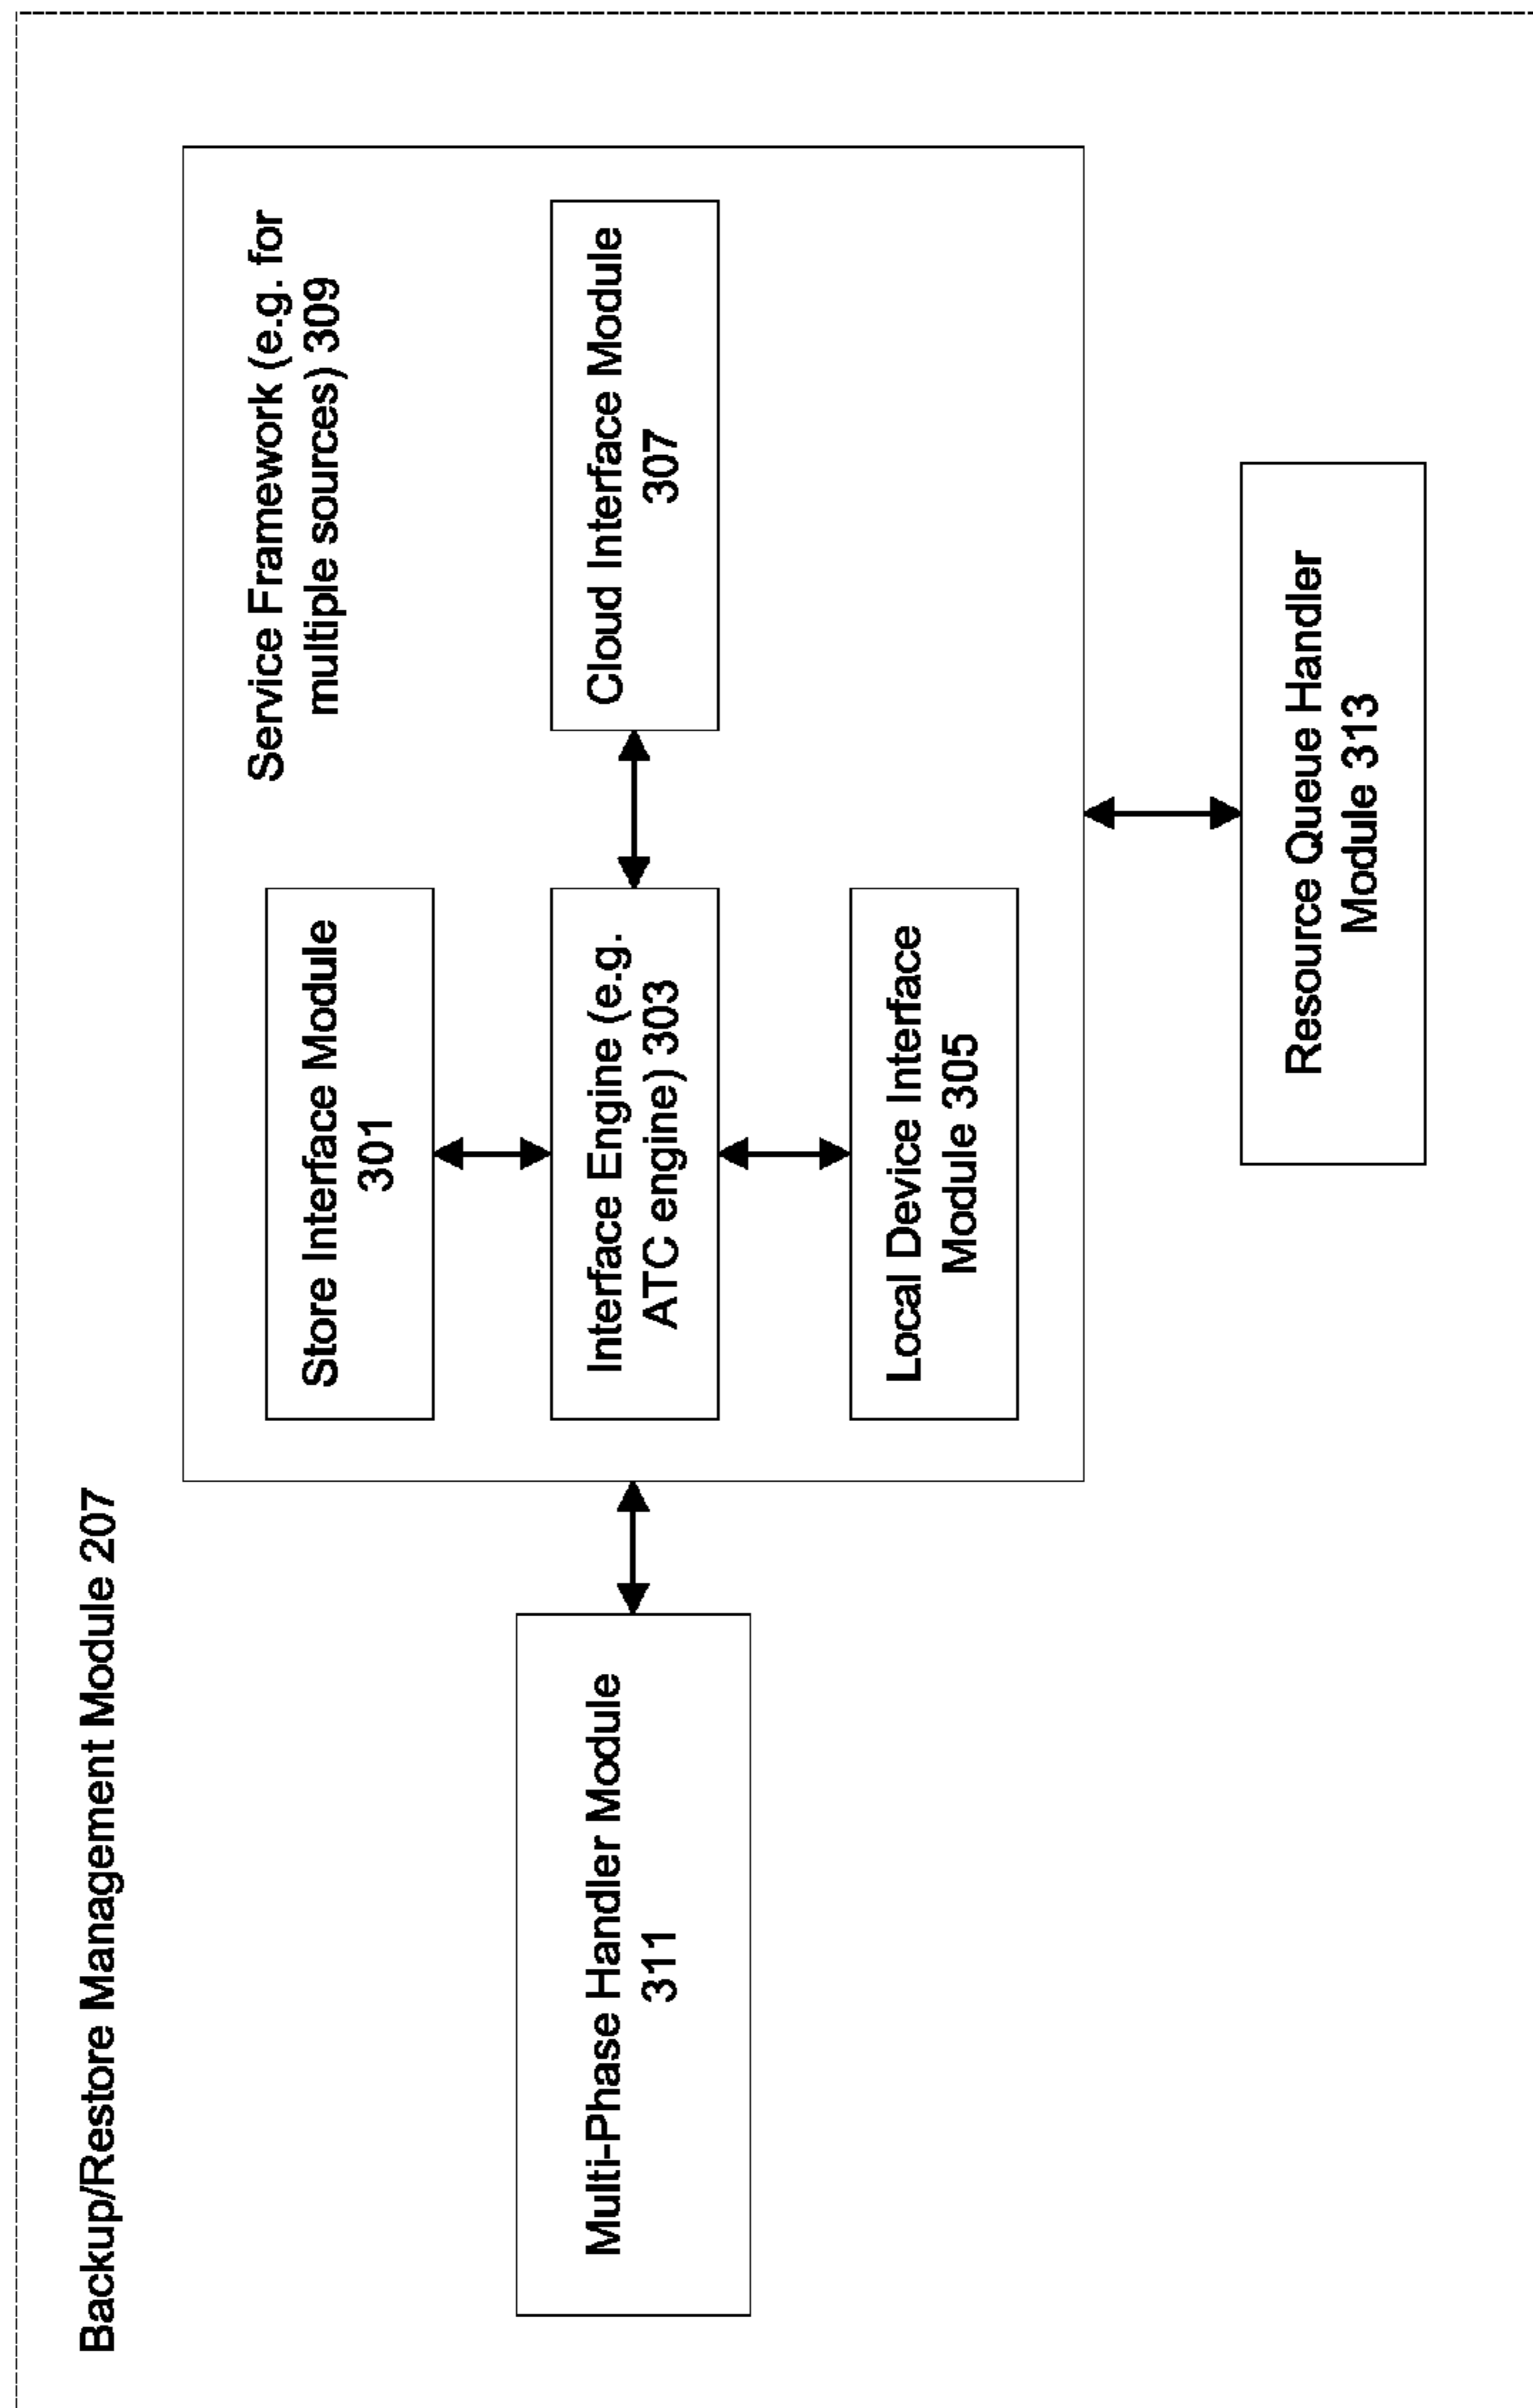 Backup/Restore Management Module 207
Service Framework (e.g. for
multiple sources) 309
Store Interface Module
301
Interface Engine (e.g.
ATC engine) 303
Cloud Interface Module
307
Local Device Interface
Module 305
Multi-Phase Handler Module
311
Resource Queue Handler
Module 313